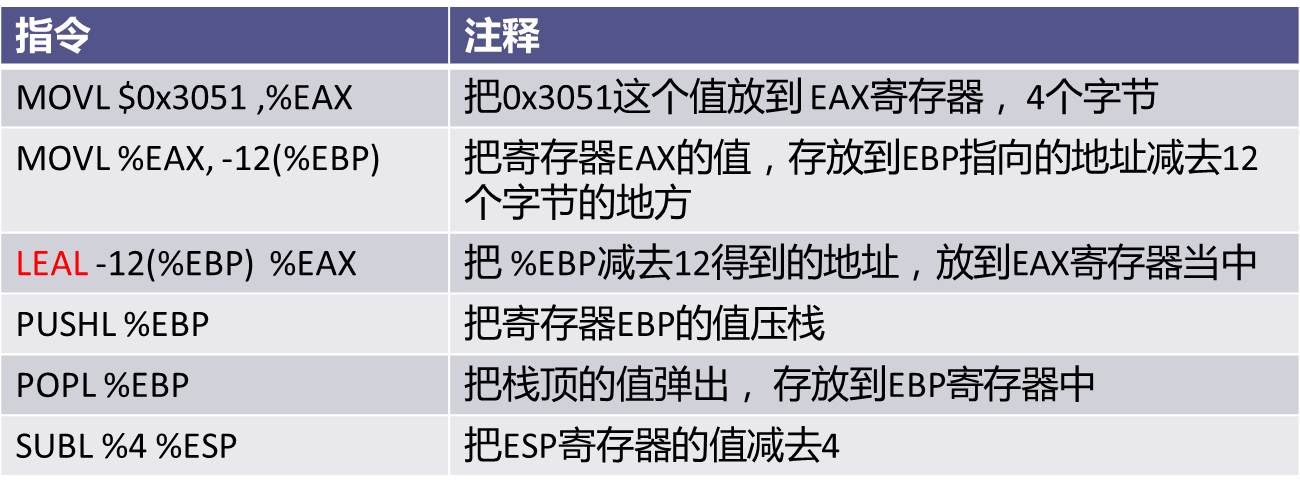 指令 注释
MOVL $0x3051 ,%EAX 把0x3051这个值放到 EAX寄存器， 4个字节
MOVL %EAX, -12(%EBP) 把寄存器EAX的值，存放到EBP指向的地址减去12
个字节的地方
LEAL -12(%EBP)  %EAX 把 %EBP减去12得到的地址，放到EAX寄存器当中
PUSHL %EBP 把寄存器EBP的值压栈
POPL %EBP 把栈顶的值弹出， 存放到EBP寄存器中
SUBL %4 %ESP 把ESP寄存器的值减去4